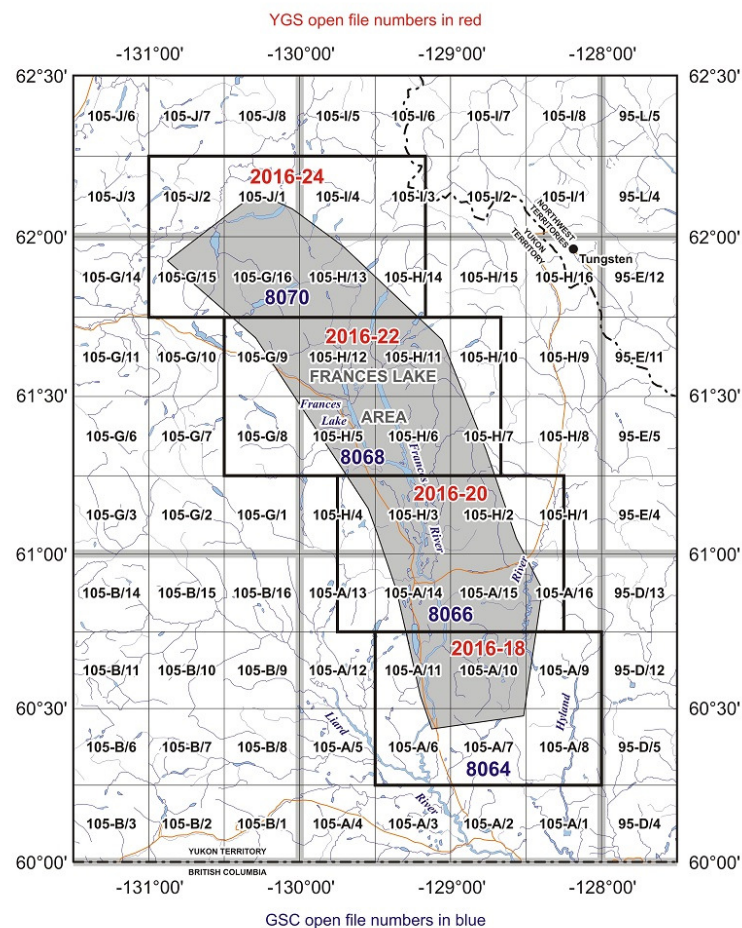 YGS open file numbers in red
-131°00' -130°00' -129°00' -128°00'
62°30' 62°30'
105-J/6 105-J/7 105-J/8 105-I/5 105-I/6 105-I/7 105-I/8 95-L/5
2016-24
105-J/3 105-J/2 105-J/1 105-I/4 105-I/3 105-I/2 105-I/1 95-L/4
NORTHWEST
TERRITORIES
YUKON
TERRITORY
62°00' 62°00'
Tungsten
105-G/14 105-G/15 105-G/16 105-H/13 105-H/14 105-H/15 105-H/16 95-E/12
8070
2016-22
105-G/11 105-G/10 105-G/9 105-H/12 105-H/11 105-H/10 105-H/9 95-E/11
FRANCES LAKE
61°30' 61°30'
Frances
Lake
AREA
105-G/6 105-G/7 105-G/8 105-H/5 105-H/6 105-H/7 105-H/8 95-E/5
8068
Frances
River
2016-20
105-G/3 105-G/2 105-G/1 105-H/4 105-H/3 105-H/2 105-H/1 95-E/4
61°00' 61°00'
River
105-B/14 105-B/15 105-B/16 105-A/13 105-A/14 105-A/15 105-A/16 95-D/13
8066
2016-18
105-B/11 105-B/10 105-B/9 105-A/12 105-A/11 105-A/10 105-A/9 95-D/12
60°30' 60°30'
Liard
Hyland
105-B/6 105-B/7 105-B/8 105-A/5 105-A/6 105-A/7 105-A/8 95-D/5
8064
River
105-B/3 105-B/2 105-B/1 105-A/4 105-A/3 105-A/2 105-A/1 95-D/4
YUKON TERRITORY
60°00' 60°00'
BRITISH COLUMBIA
-131°00' -130°00' -129°00' -128°00'
GSC open file numbers in blue